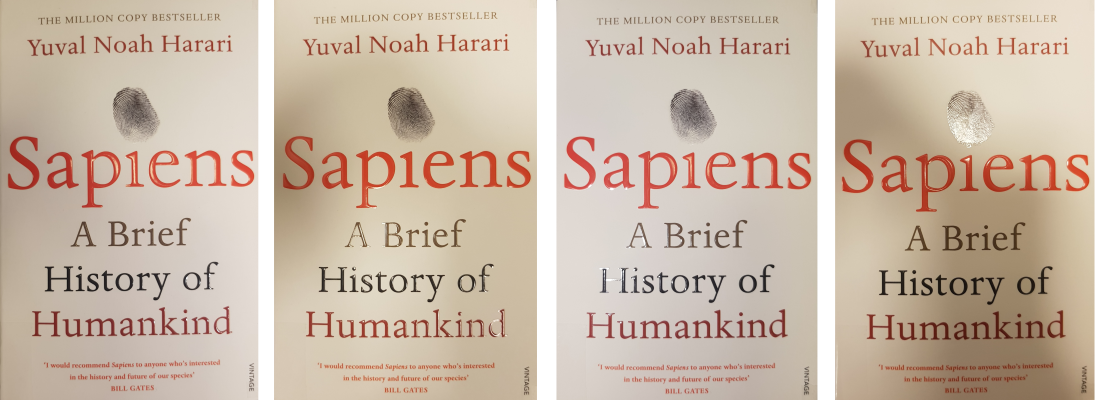 THE MILLION COPY BESTSELLER
Yuval Noah Harari
Sapiens
A Brief
History of
Humankind
'I would recommend Sapiens to anyone who's interested
in the history and future of our species'
BILL GATES
VINTAGE
THE MILLION COPY BESTSELLER
Yuval Noah Harari
Sapiens
A Brief
History of
Humankind
'I would recommend Sapiens to anyone who's interested
in the history and future of our species'
BILL GATES
VINTAGE
THE MILLION COPY BESTSELLER
Yuval Noah Harari
Sapiens
A Brief
History of
Humankind
'I would recommend Sapiens to anyone who's interested
in the history and future of our species'
BILL GATES
VINTAGE
THE MILLION COPY BESTSELLER
Yuval Noah Harari
Sapiens
A Brief
History of
Humankind
'I would recommend Sapiens to anyone who's interested
in the history and future of our species'
BILL GATES
VINTAGE